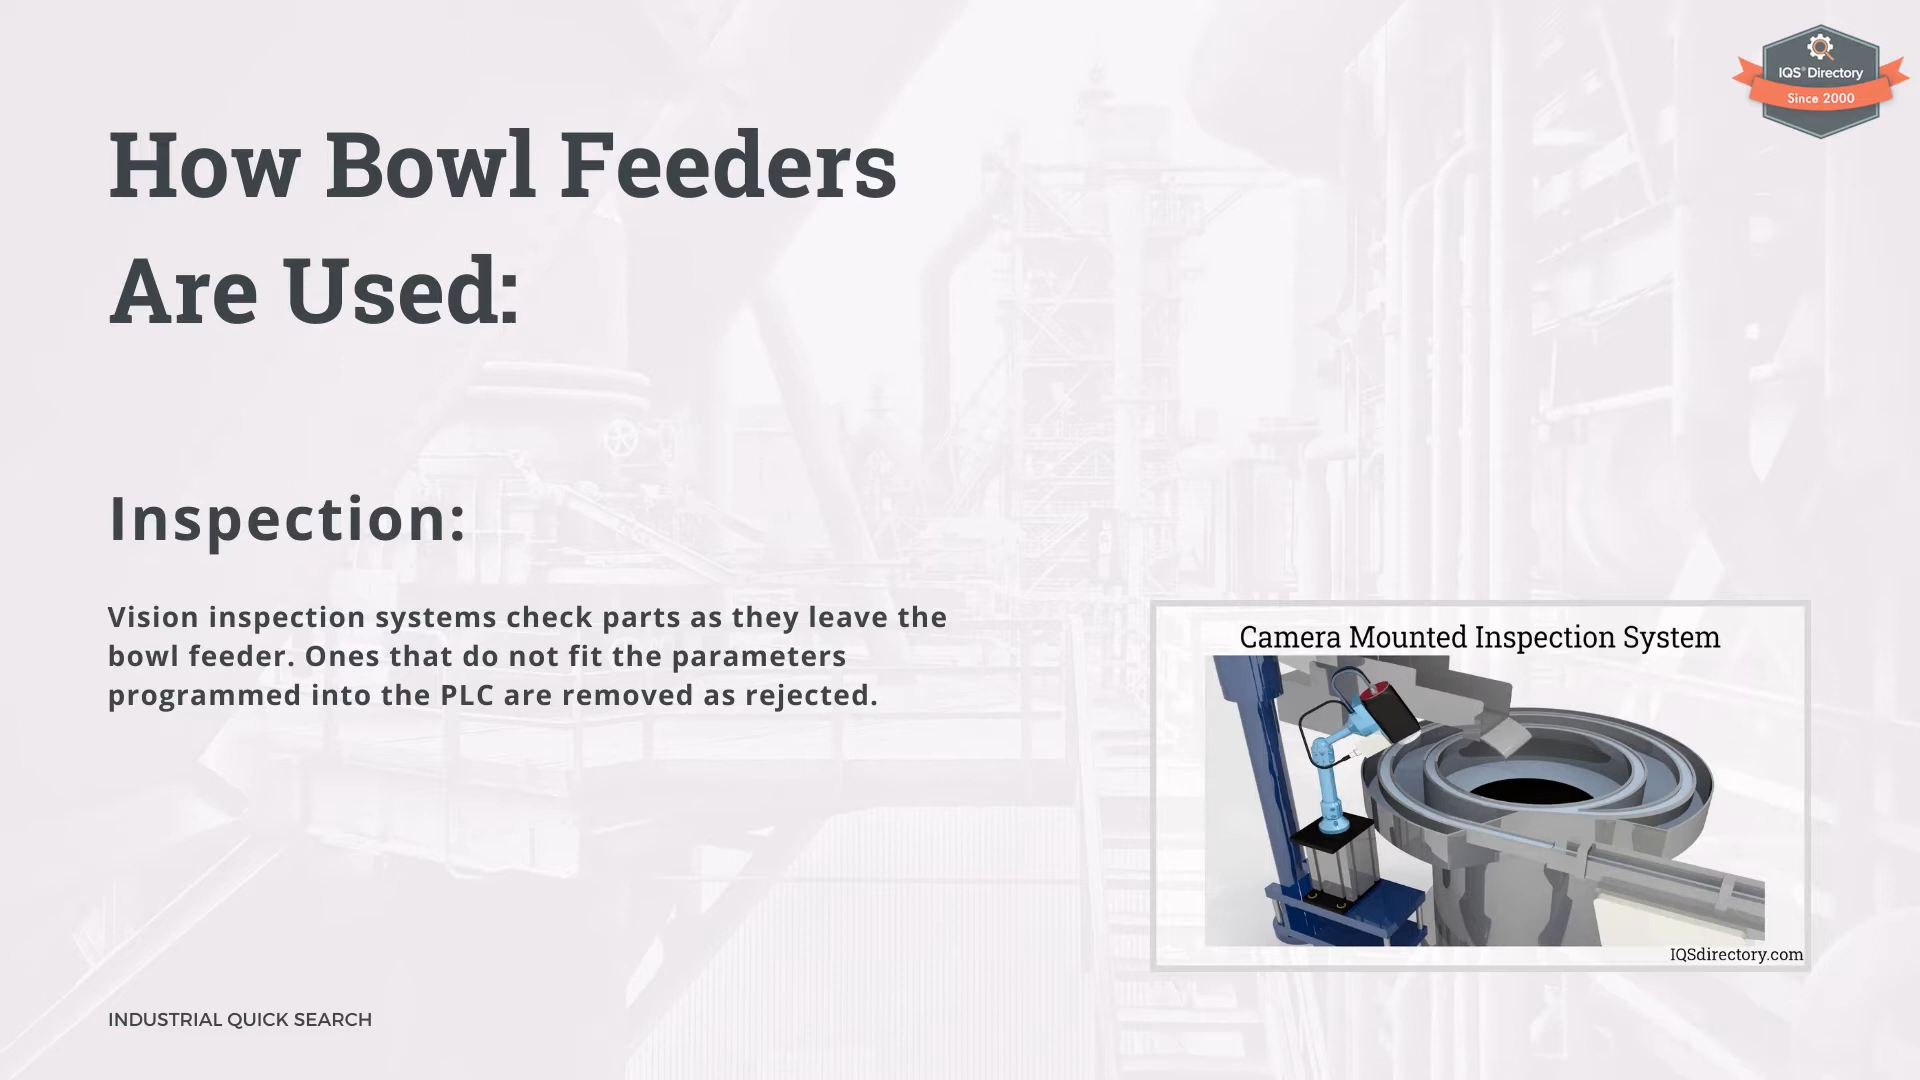 IQS® Directory
Since 2000
How Bowl Feeders
Are Used:
Inspection:
Vision inspection systems check parts as they leave the
bowl feeder. Ones that do not fit the parameters
programmed into the PLC are removed as rejected.
Camera Mounted Inspection System
IQSdirectory.com
INDUSTRIAL QUICK SEARCH